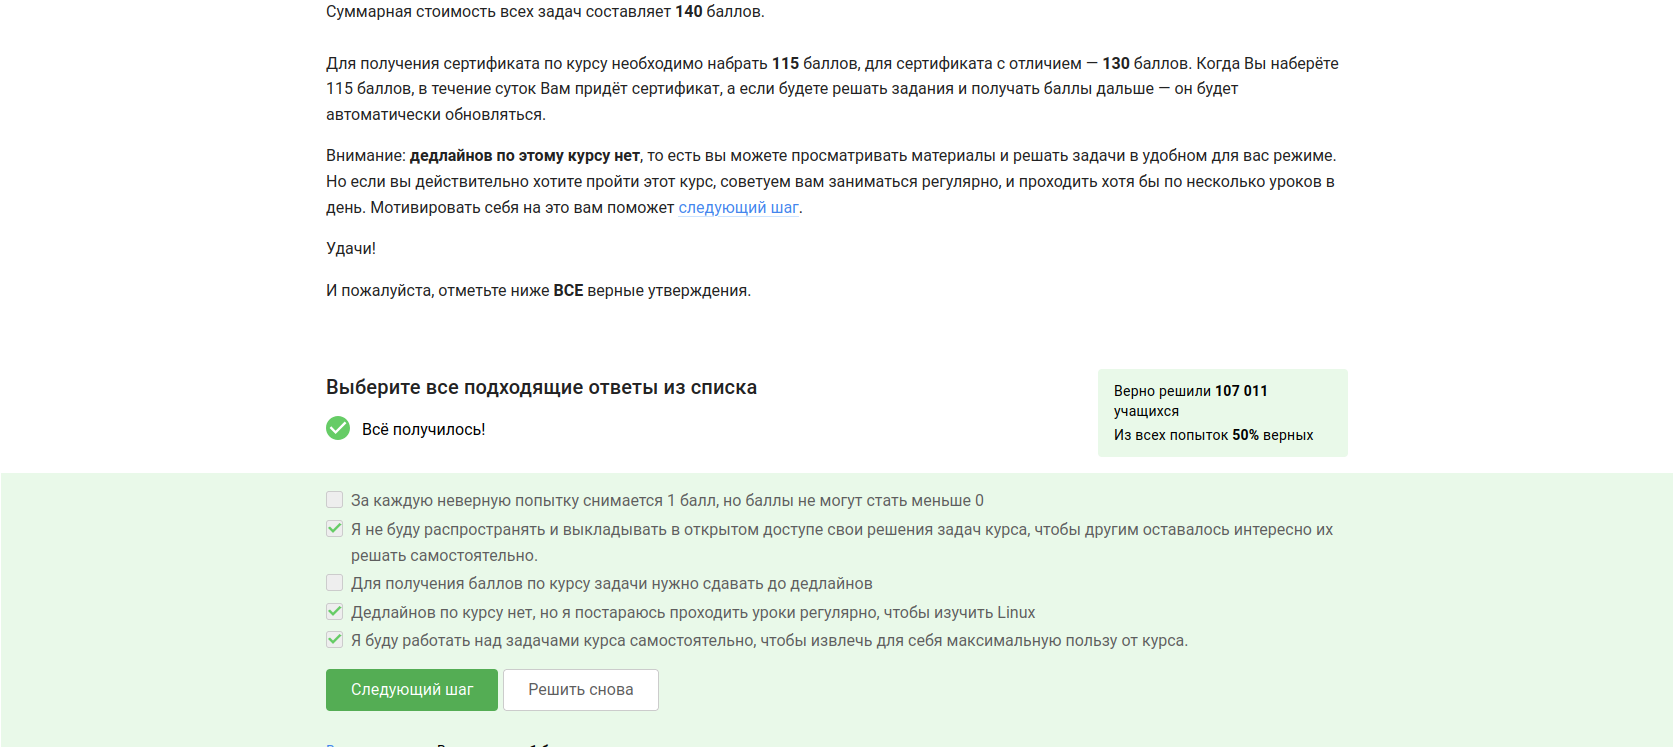 Суммарная стоимость всех задач составляет 140 баллов.
Для получения сертификата по курсу необходимо набрать 115 баллов, для сертификата с отличием — 130 баллов. Когда Вы наберёте
115 баллов, в течение суток Вам придёт сертификат, а если будете решать задания и получать баллы дальше — он будет
автоматически обновляться.
Внимание: дедлайнов по этому курсу нет, то есть вы можете просматривать материалы и решать задачи в удобном для вас режиме.
Но если вы действительно хотите пройти этот курс, советуем вам заниматься регулярно, и проходить хотя бы по несколько уроков в
день. Мотивировать себя на это вам поможет следующий шаг.
Удачи!
И пожалуйста, отметьте ниже ВСЕ верные утверждения.
Выберите все подходящие ответы из списка
Всё получилось!
Верно решили 107 011
учащихся
Из всех попыток 50% верных
За каждую неверную попытку снимается 1 балл, но баллы не могут стать меньше 0
Я не буду распространять и выкладывать в открытом доступе свои решения задач курса, чтобы другим оставалось интересно их
решать самостоятельно.
Для получения баллов по курсу задачи нужно сдавать до дедлайнов
Дедлайнов по курсу нет, но я постараюсь проходить уроки регулярно, чтобы изучить Linux
Я буду работать над задачами курса самостоятельно, чтобы извлечь для себя максимальную пользу от курса.
Следующий шаг
Решить снова